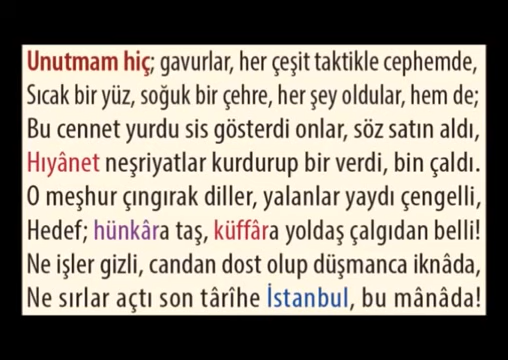 Unutmam hiç; gavurlar, her çeşit taktikle cephemde,
Sıcak bir yüz, soğuk bir çehre, her şey oldular, hem de;
Bu cennet yurdu sis gösterdi onlar, söz satın aldı,
Hıyânet neşriyatlar kurdurup bir verdi, bin çaldı.
O meşhur çıngırak diller, yalanlar yaydı çengelli,
Hedef; hünkâra taş, küffâra yoldaş çalgıdan belli!
Ne işler gizli, candan dost olup düşmanca iknâda,
Ne sırlar açtı son târîhe İstanbul, bu mânâda!